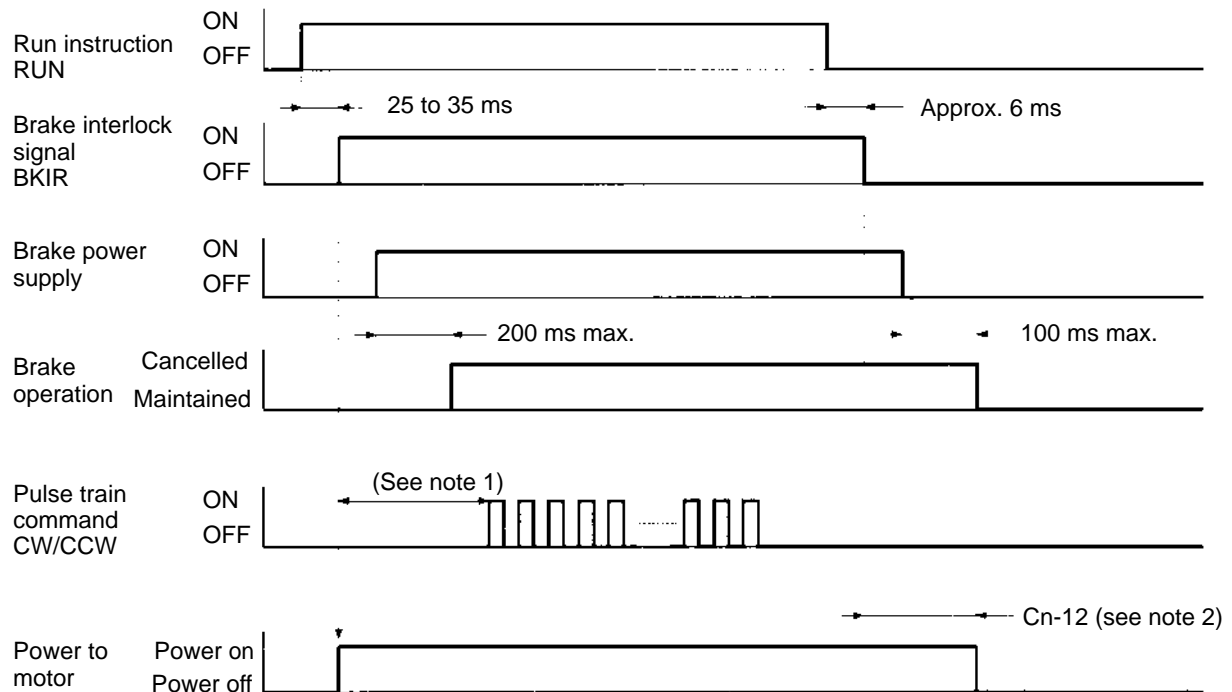 Run instruction
RUN
ON
OFF
25 to 35 ms
Approx. 6 ms
Brake interlock
signal
BKIR
ON
OFF
Brake power
supply
ON
OFF
200 ms max.
100 ms max.
Brake
operation
Cancelled
Maintained
Pulse train
command
CW/CCW
ON
OFF
(See note 1)
Cn-12 (see note 2)
Power to
motor
Power on
Power off